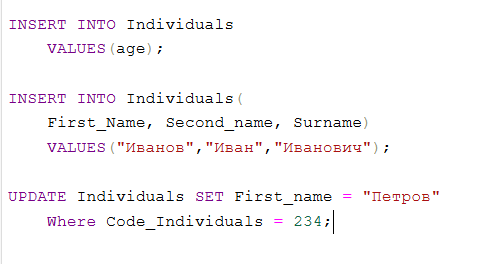 INSERT INTO Individuals
VALUES(age);
INSERT INTO Individuals(
First_Name, Second_name, Surname)
VALUES("Иванов","Иван","Иванович");
UPDATE Individuals SET First_name = "Петров"
Where Code_Individuals = 234;